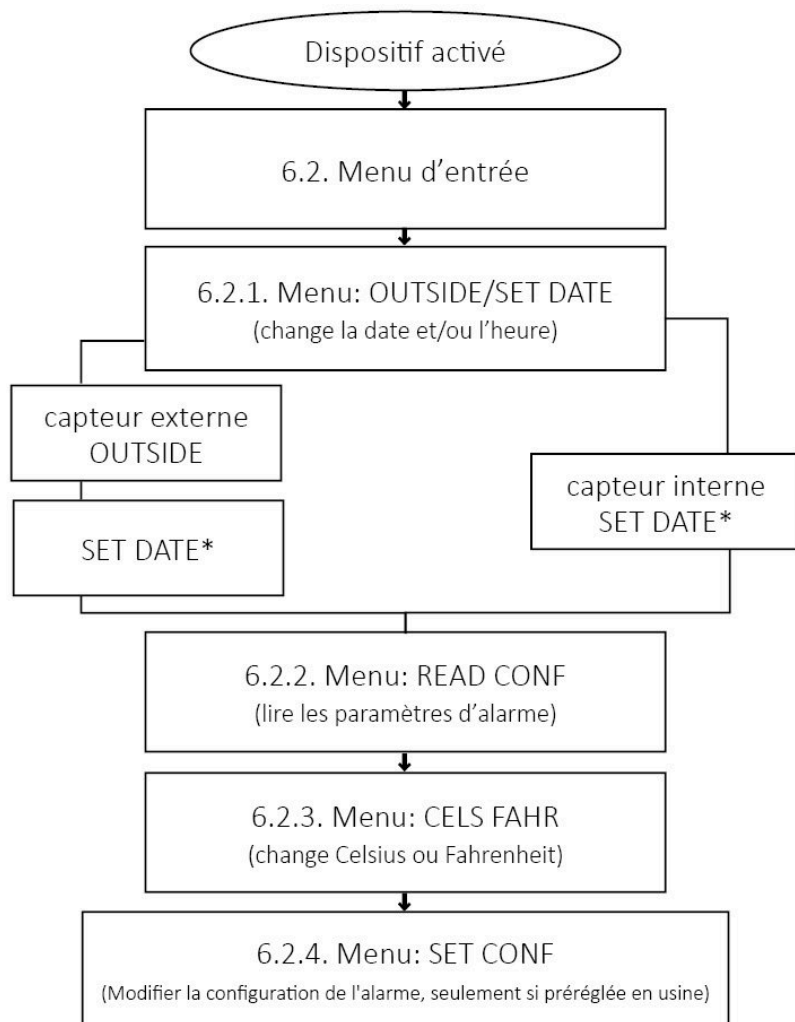 Dispositif activé
6.2. Menu d’entrée
6.2.1. Menu: OUTSIDE/SET DATE
(change la date et/ou l’heure)
capteur externe
OUTSIDE
SET DATE*
capteur interne
SET DATE*
6.2.2. Menu: READ CONF
(lire les paramètres d’alarme)
6.2.3. Menu: CELS FAHR
(change Celsius ou Fahrenheit)
6.2.4. Menu: SET CONF
(Modifier la configuration de l'alarme, seulement si préréglée en usine)